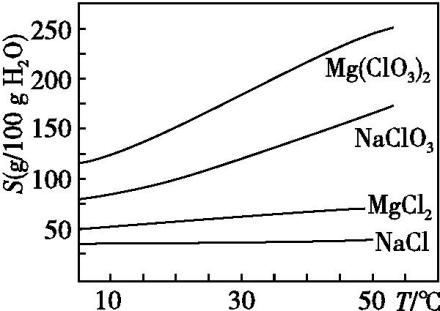 S(g/100 g H₂O)
250
200
150
100
50
Mg(ClO₃)₂
NaClO₃
MgCl₂
NaCl
10 30 50 T/℃